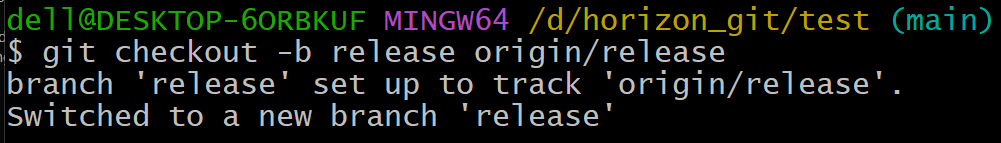 dell@DESKTOP-6ORBKUF MINGW64 /d/horizon_git/test (main)
$ git checkout -b release origin/release
branch 'release' set up to track 'origin/release'.
Switched to a new branch 'release'